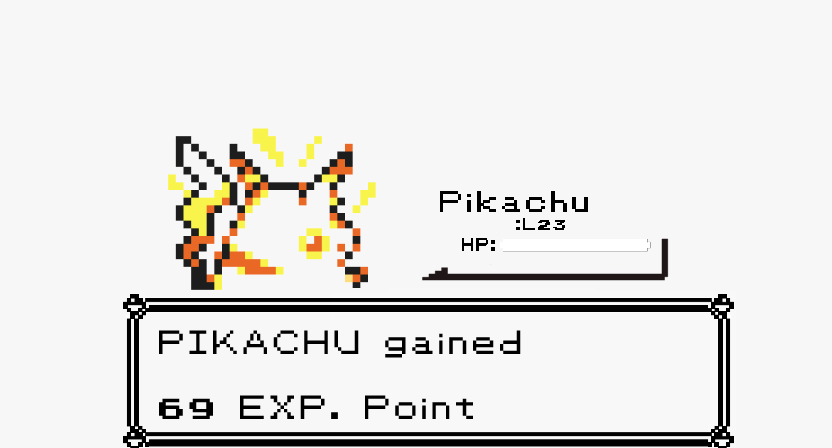 Pikachu
:L23
HP:
PIKACHU gained
69 EXP. Point